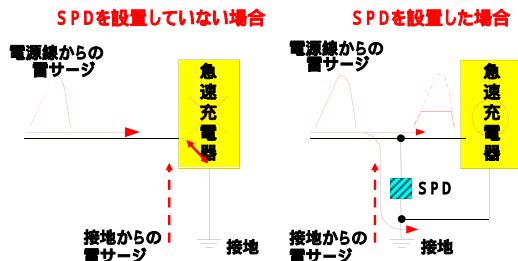 SPDを設置していない場合
電源線からの
雷サージ
急速充電器
接地からの
雷サージ
接地
SPDを設置した場合
電源線からの
雷サージ
急速充電器
SPD
接地からの
雷サージ
接地